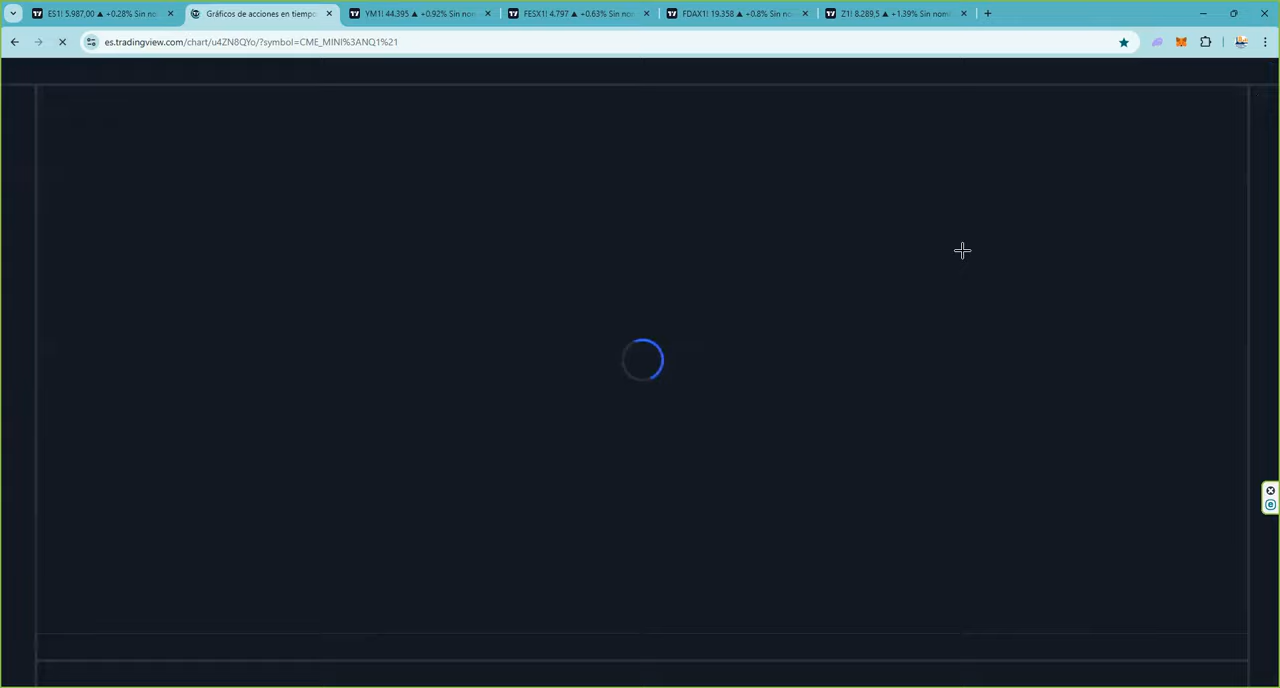 ES1! 5.987,00 ▲ +0.28% Sin no
Gráficos de acciones en tiempo
YM1! 44.395 ▲ +0.92% Sin nom
FESX1! 4.797 ▲ +0.63% Sin nom
FDAX1! 19.358 ▲ +0.8% Sin no
Z1! 8.289,5 ▲ +1.39% Sin nom
es.tradingview.com/chart/u4ZN8QYo/?symbol=CME_MINI%3ANQ1%21